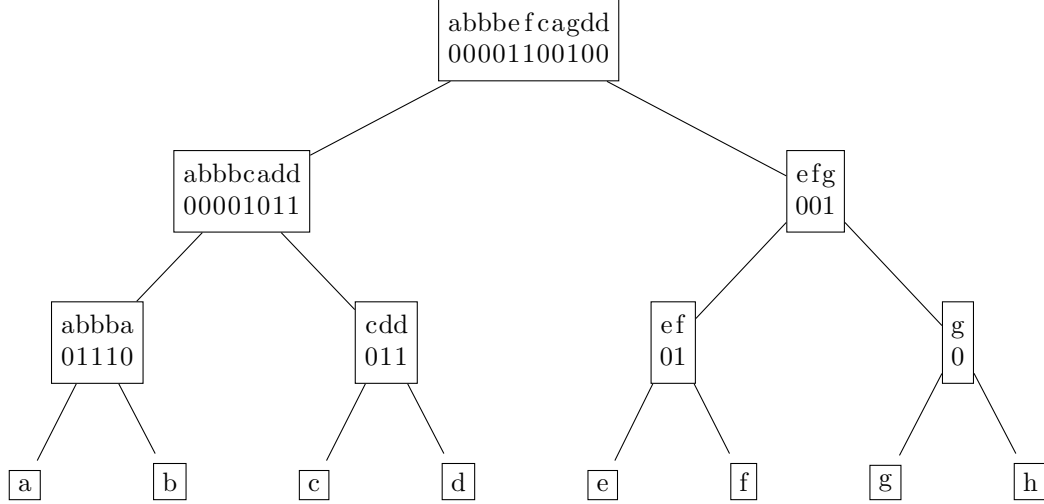 abbbefcagdd
00001100100
abbbcadd
00001011
efg
001
abbba
01110
cdd
011
ef
01
g
0
a
b
c
d
e
f
g
h